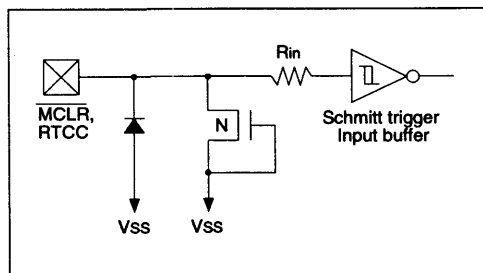 Rin
MCLR,
RTCC
N
Schmitt trigger
Input buffer
VSS
VSS